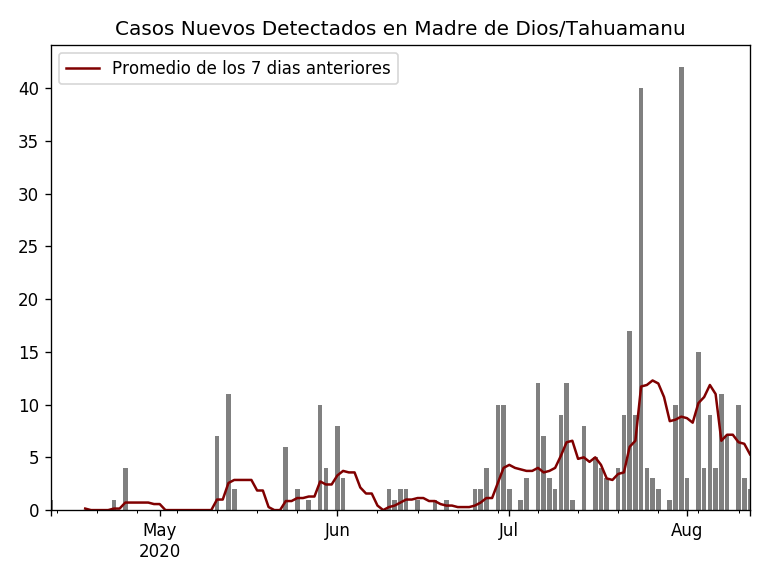 Casos Nuevos Detectados en Madre de Dios/Tahuamanu
Promedio de los 7 dias anteriores
40
35
30
25
20
15
10
5
0
May
2020
Jun
Jul
Aug